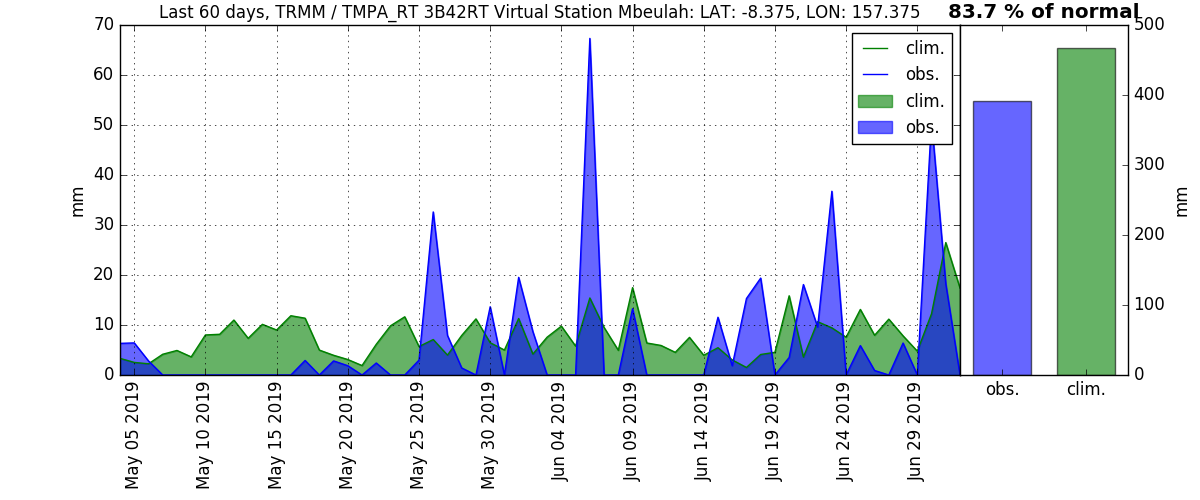 Last 60 days, TRMM / TMPA_RT 3B42RT Virtual Station Mbeulah: LAT: -8.375, LON: 157.375
83.7 % of normal
70
60
50
40
30
20
10
0
mm
clim.
obs.
clim.
obs.
May 05 2019
May 10 2019
May 15 2019
May 20 2019
May 25 2019
May 30 2019
Jun 04 2019
Jun 09 2019
Jun 14 2019
Jun 19 2019
Jun 24 2019
Jun 29 2019
500
400
300
200
100
0
mm
obs.
clim.